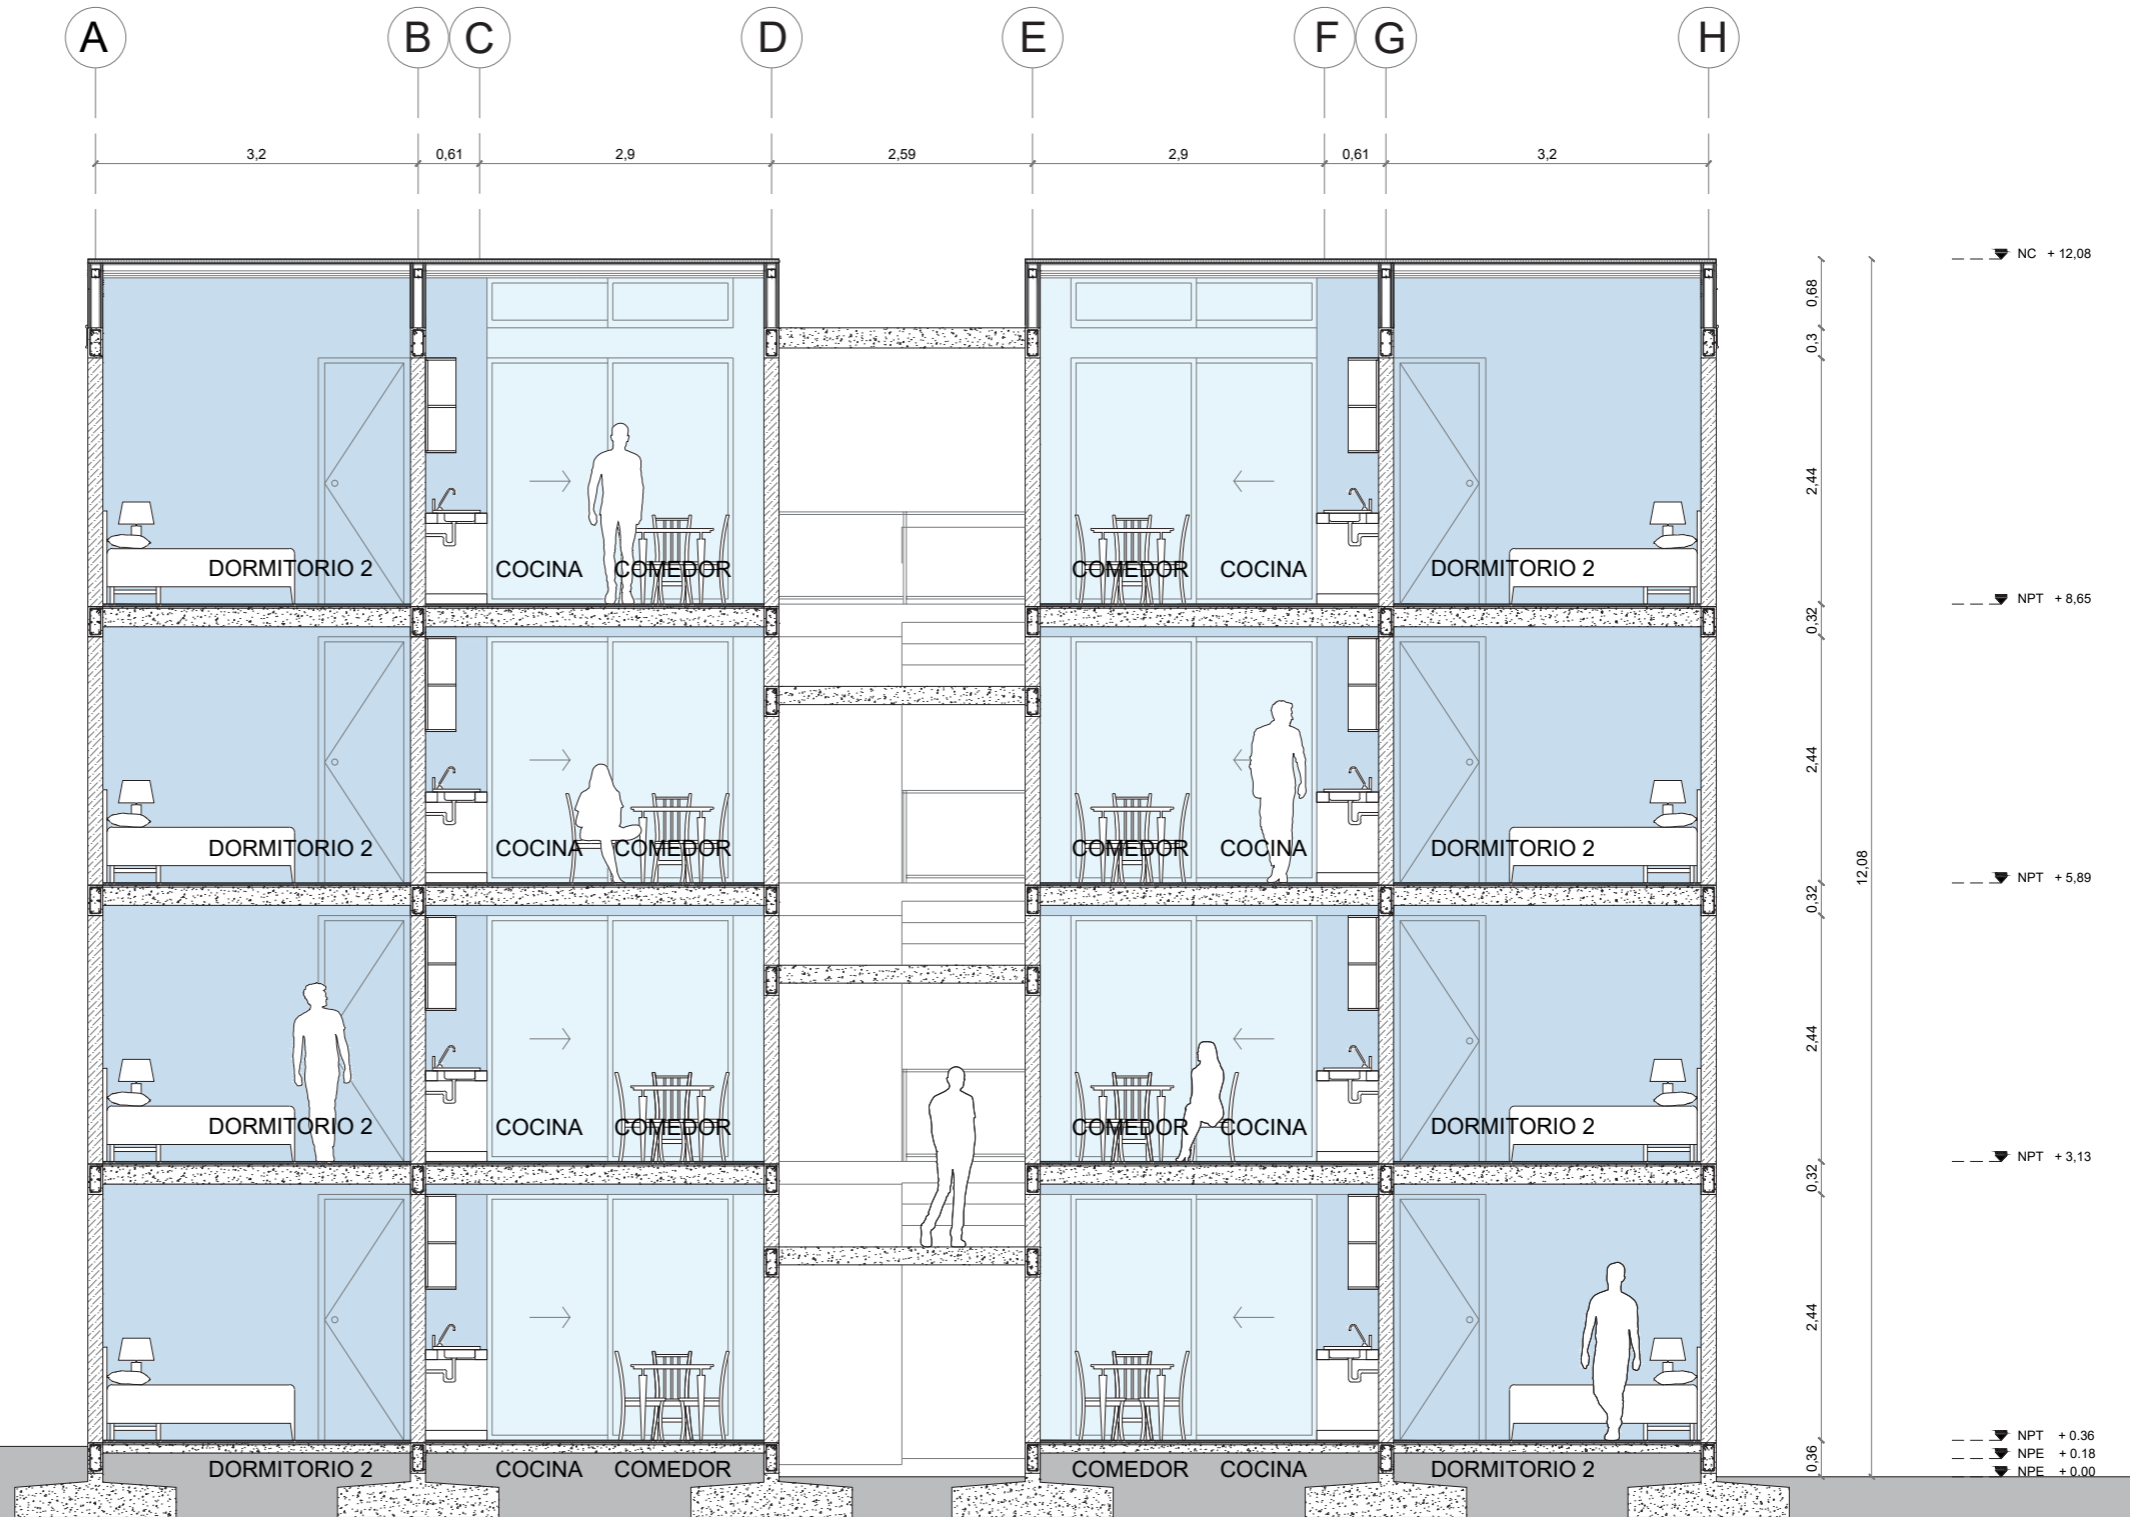 A B C D E F G H
3,2 0,61 2,9 2,59 2,9 0,61 3,2
NC + 12,08
0,68
0,3
2,44
DORMITORIO 2 COCINA COMEDOR COMEDOR COCINA DORMITORIO 2
NPT + 8,65
0,32
2,44
DORMITORIO 2 COCINA COMEDOR COMEDOR COCINA DORMITORIO 2
12,08
NPT + 5,89
0,32
2,44
DORMITORIO 2 COCINA COMEDOR COMEDOR COCINA DORMITORIO 2
NPT + 3,13
0,32
2,44
NPT + 0.36
NPE + 0.18
0,36
DORMITORIO 2 COCINA COMEDOR COMEDOR COCINA DORMITORIO 2
NPE + 0.00